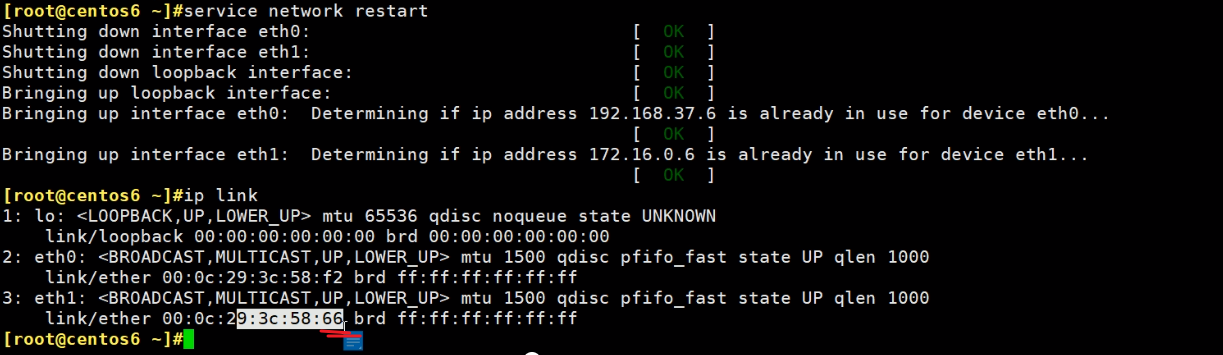 [root@centos6 ~]#service network restart
Shutting down interface eth0: [ OK ]
Shutting down interface eth1: [ OK ]
Shutting down loopback interface: [ OK ]
Bringing up loopback interface: [ OK ]
Bringing up interface eth0: Determining if ip address 192.168.37.6 is already in use for device eth0...
[ OK ]
Bringing up interface eth1: Determining if ip address 172.16.0.6 is already in use for device eth1...
[ OK ]
[root@centos6 ~]#ip link
1: lo: <LOOPBACK,UP,LOWER_UP> mtu 65536 qdisc noqueue state UNKNOWN
link/loopback 00:00:00:00:00:00 brd 00:00:00:00:00:00
2: eth0: <BROADCAST,MULTICAST,UP,LOWER_UP> mtu 1500 qdisc pfifo_fast state UP qlen 1000
link/ether 00:0c:29:3c:58:f2 brd ff:ff:ff:ff:ff:ff
3: eth1: <BROADCAST,MULTICAST,UP,LOWER_UP> mtu 1500 qdisc pfifo_fast state UP qlen 1000
link/ether 00:0c:29:3c:58:66 brd ff:ff:ff:ff:ff:ff
[root@centos6 ~]#